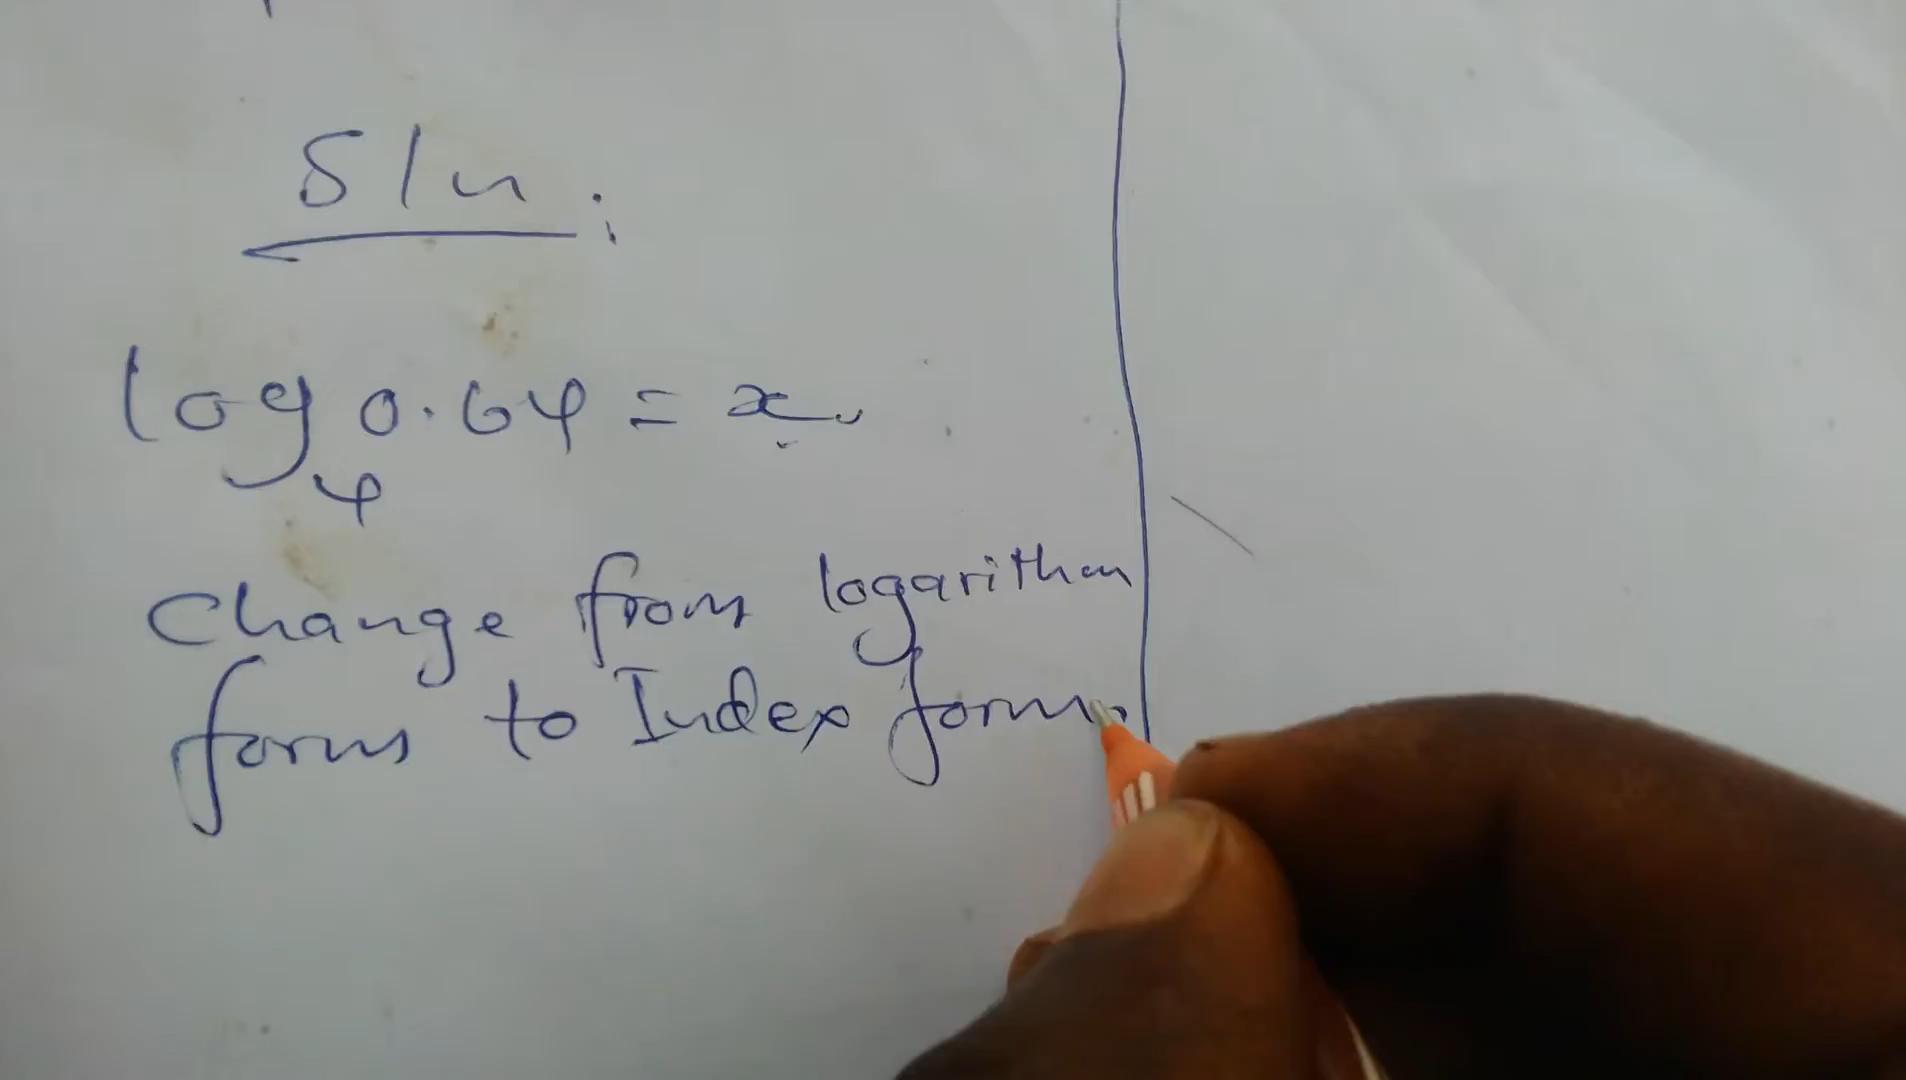 Sln:
log₄ 0.64 = x.
Change from logarithm
form to Index form.